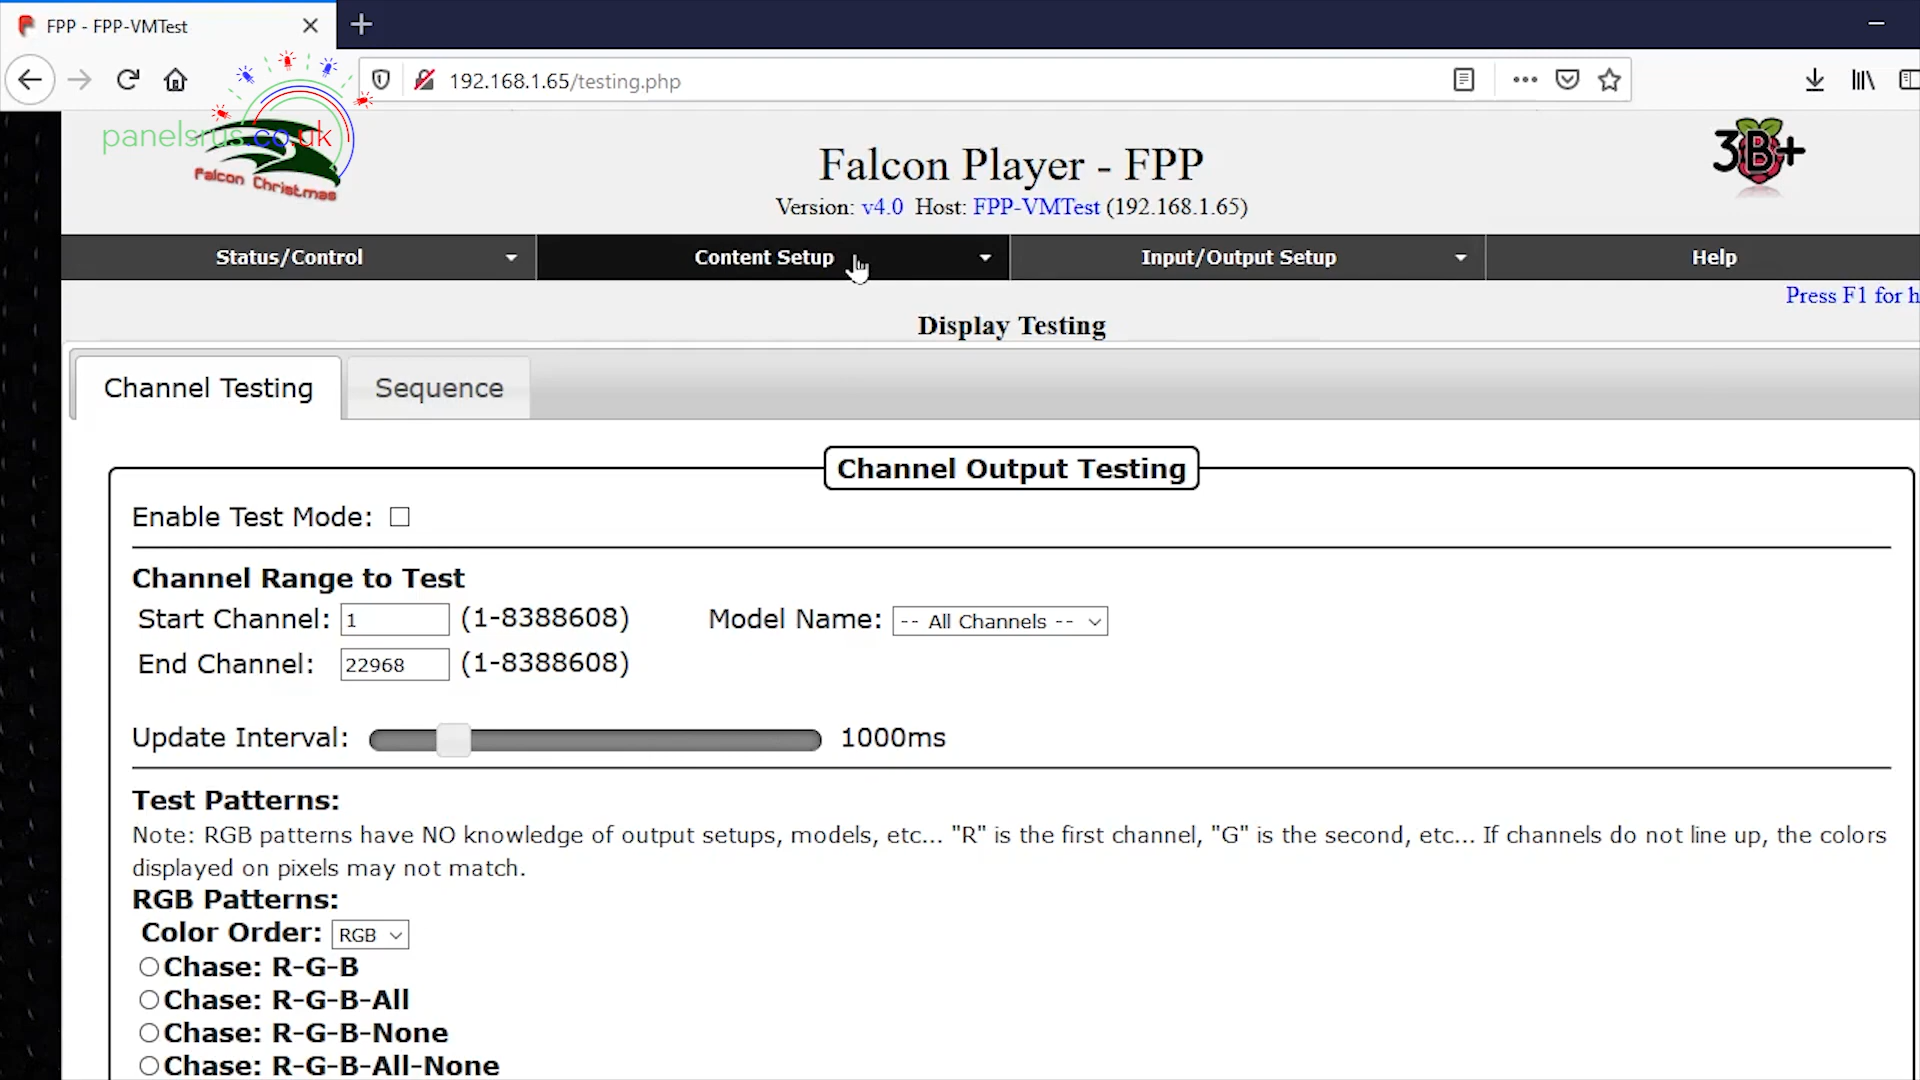 FPP - FPP-VMTest
192.168.1.65/testing.php
panelsrus.co.uk
Falcon Christmas
Falcon Player - FPP
3B+
Version: v4.0 Host: FPP-VMTest (192.168.1.65)
Status/Control
Content Setup
Input/Output Setup
Help
Press F1 for h
Display Testing
Channel Testing
Sequence
Channel Output Testing
Enable Test Mode:
Channel Range to Test
Start Channel: 1 (1-8388608) Model Name: -- All Channels --
End Channel: 22968 (1-8388608)
Update Interval: 1000ms
Test Patterns:
Note: RGB patterns have NO knowledge of output setups, models, etc... "R" is the first channel, "G" is the second, etc... If channels do not line up, the colors
displayed on pixels may not match.
RGB Patterns:
Color Order: RGB
Chase: R-G-B
Chase: R-G-B-All
Chase: R-G-B-None
Chase: R-G-B-All-None